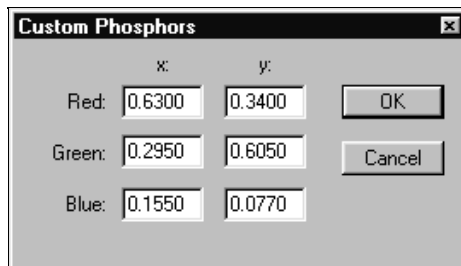 Custom Phosphors
x: y:
Red: 0.6300 0.3400 OK
Green: 0.2950 0.6050 Cancel
Blue: 0.1550 0.0770